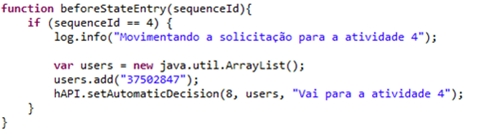 function beforeStateEntry(sequenceId){
    if (sequenceId == 4) {
        log.info("Movimentando a solicitação para a atividade 4");

        var users = new java.util.ArrayList();
        users.add("37502847");
        hAPI.setAutomaticDecision(8, users, "Vai para a atividade 4");
    }
}